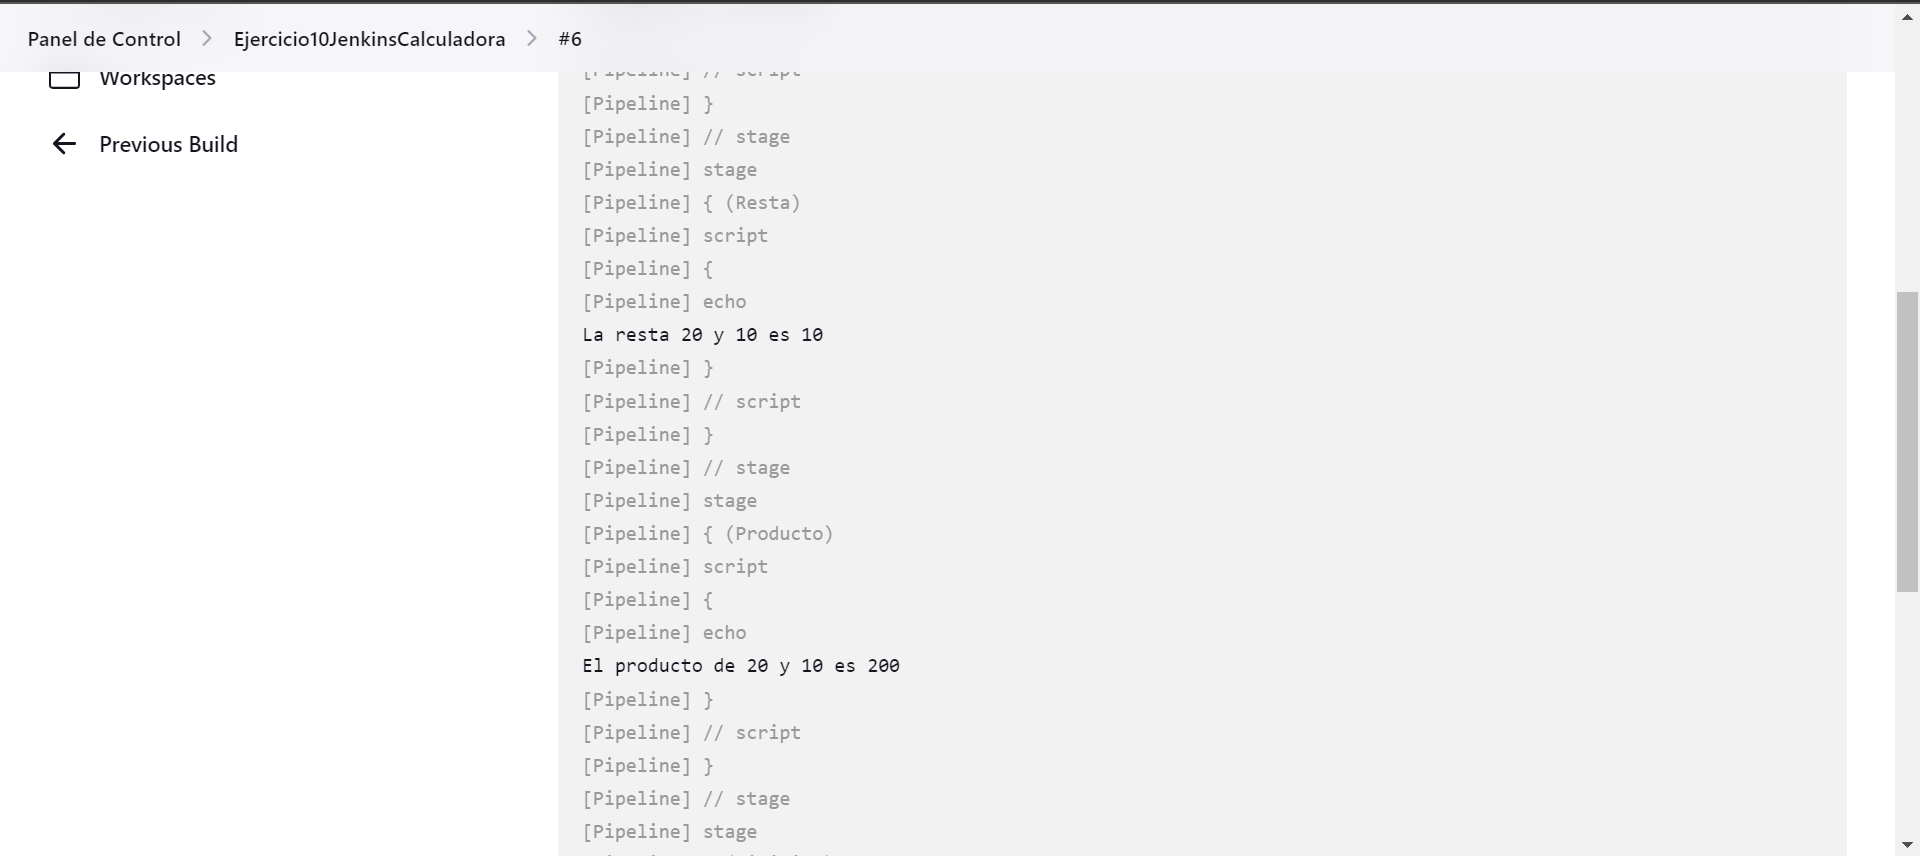 Panel de Control > Ejercicio10JenkinsCalculadora > #6
Workspaces
Previous Build
[Pipeline] // script
[Pipeline] }
[Pipeline] // stage
[Pipeline] stage
[Pipeline] { (Resta)
[Pipeline] script
[Pipeline] {
[Pipeline] echo
La resta 20 y 10 es 10
[Pipeline] }
[Pipeline] // script
[Pipeline] }
[Pipeline] // stage
[Pipeline] stage
[Pipeline] { (Producto)
[Pipeline] script
[Pipeline] {
[Pipeline] echo
El producto de 20 y 10 es 200
[Pipeline] }
[Pipeline] // script
[Pipeline] }
[Pipeline] // stage
[Pipeline] stage